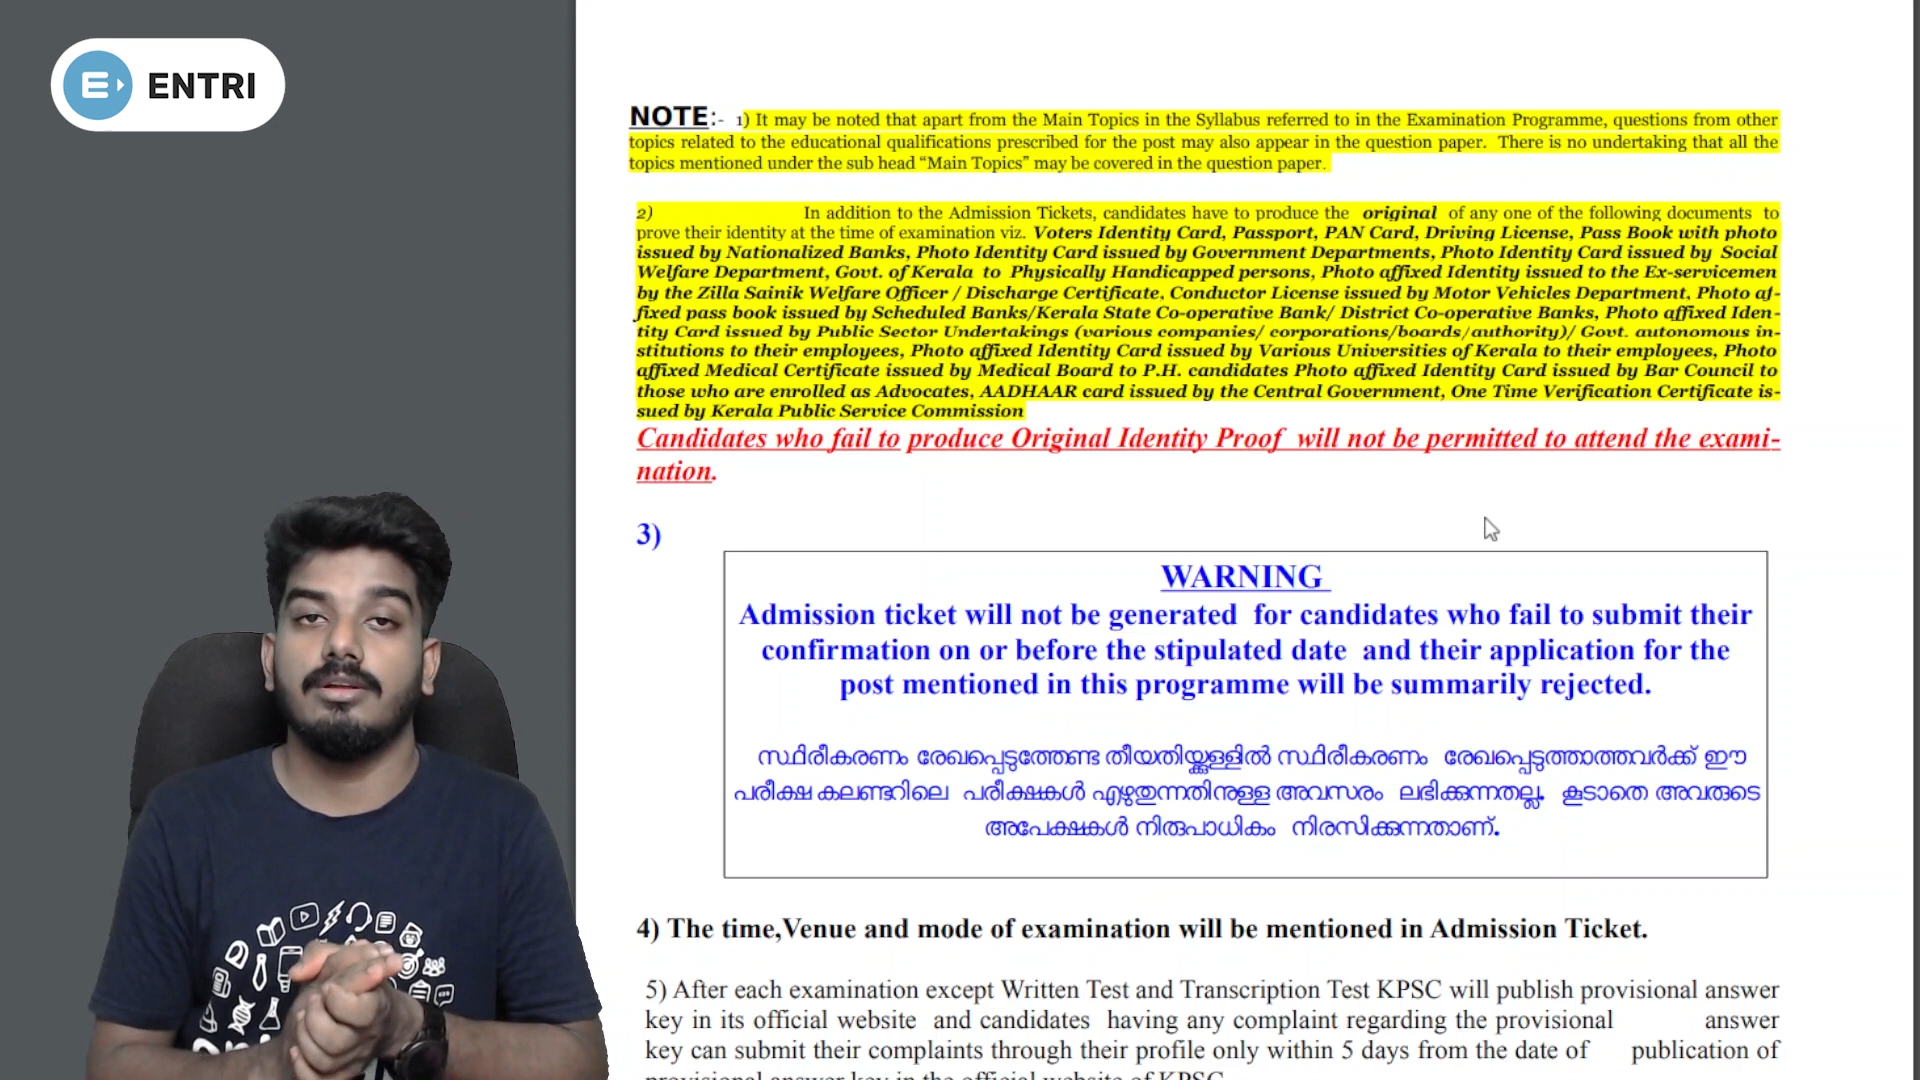 E
ENTRI
NOTE:- 1) It may be noted that apart from the Main Topics in the Syllabus referred to in the Examination Programme, questions from other
topics related to the educational qualifications prescribed for the post may also appear in the question paper. There is no undertaking that all the
topics mentioned under the sub head “Main Topics” may be covered in the question paper.
2) In addition to the Admission Tickets, candidates have to produce the original of any one of the following documents to
prove their identity at the time of examination viz. Voters Identity Card, Passport, PAN Card, Driving License, Pass Book with photo
issued by Nationalized Banks, Photo Identity Card issued by Government Departments, Photo Identity Card issued by Social
Welfare Department, Govt. of Kerala to Physically Handicapped persons, Photo affixed Identity issued to the Ex-servicemen
by the Zilla Sainik Welfare Officer / Discharge Certificate, Conductor License issued by Motor Vehicles Department, Photo af-
fixed pass book issued by Scheduled Banks/Kerala State Co-operative Bank/ District Co-operative Banks, Photo affixed Iden-
tity Card issued by Public Sector Undertakings (various companies/ corporations/boards/authority)/ Govt. autonomous in-
stitutions to their employees, Photo affixed Identity Card issued by Various Universities of Kerala to their employees, Photo
affixed Medical Certificate issued by Medical Board to P.H. candidates Photo affixed Identity Card issued by Bar Council to
those who are enrolled as Advocates, AADHAAR card issued by the Central Government, One Time Verification Certificate is-
sued by Kerala Public Service Commission
Candidates who fail to produce Original Identity Proof will not be permitted to attend the exami-
nation.
3)
WARNING
Admission ticket will not be generated for candidates who fail to submit their
confirmation on or before the stipulated date and their application for the
post mentioned in this programme will be summarily rejected.
സ്ഥിരീകരണം രേഖപ്പെടുത്തേണ്ട തീയതിയ്ക്കുള്ളിൽ സ്ഥിരീകരണം രേഖപ്പെടുത്താത്തവർക്ക് ഈ
പരീക്ഷ കലണ്ടറിലെ പരീക്ഷകൾ എഴുതുന്നതിനുള്ള അവസരം ലഭിക്കുന്നതല്ല. കൂടാതെ അവരുടെ
അപേക്ഷകൾ നിരുപാധികം നിരസിക്കുന്നതാണ്.
4) The time,Venue and mode of examination will be mentioned in Admission Ticket.
5) After each examination except Written Test and Transcription Test KPSC will publish provisional answer
key in its official website and candidates having any complaint regarding the provisional answer
key can submit their complaints through their profile only within 5 days from the date of publication of
provisional answer key in the official website of KPSC